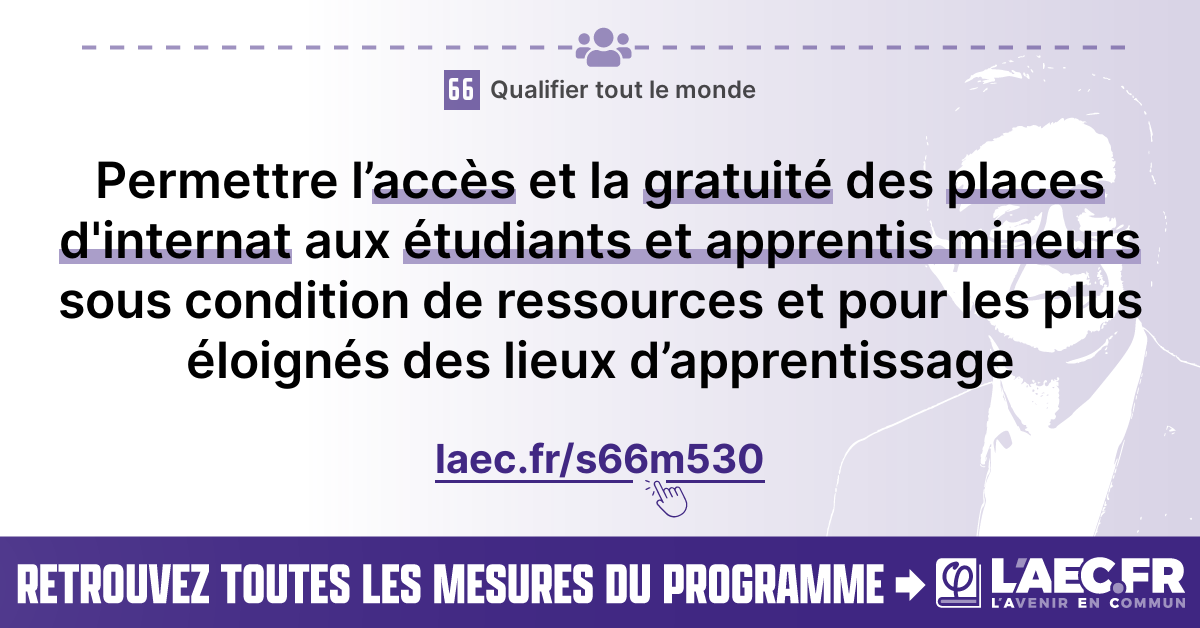 66 Qualifier tout le monde
Permettre l’accès et la gratuité des places
d'internat aux étudiants et apprentis mineurs
sous condition de ressources et pour les plus
éloignés des lieux d’apprentissage
laec.fr/s66m530
RETROUVEZ TOUTES LES MESURES DU PROGRAMME
φ L'AEC.FR
L'AVENIR EN COMMUN